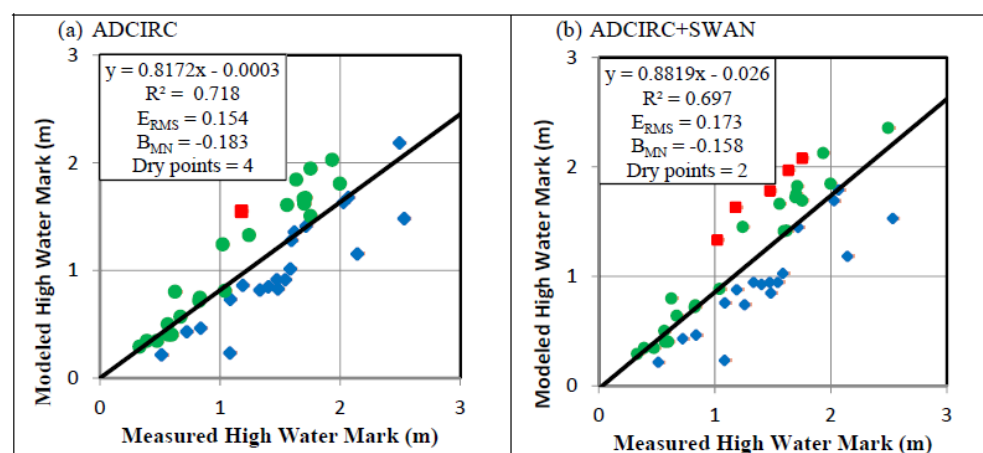 (a) ADCIRC
3
y = 0.8172x - 0.0003
R² = 0.718
E_RMS = 0.154
B_MN = -0.183
Dry points = 4
2
1
0
0 1 2 3
Modeled High Water Mark (m)
Measured High Water Mark (m)
(b) ADCIRC+SWAN
3
y = 0.8819x - 0.026
R² = 0.697
E_RMS = 0.173
B_MN = -0.158
Dry points = 2
2
1
0
0 1 2 3
Modeled High Water Mark (m)
Measured High Water Mark (m)